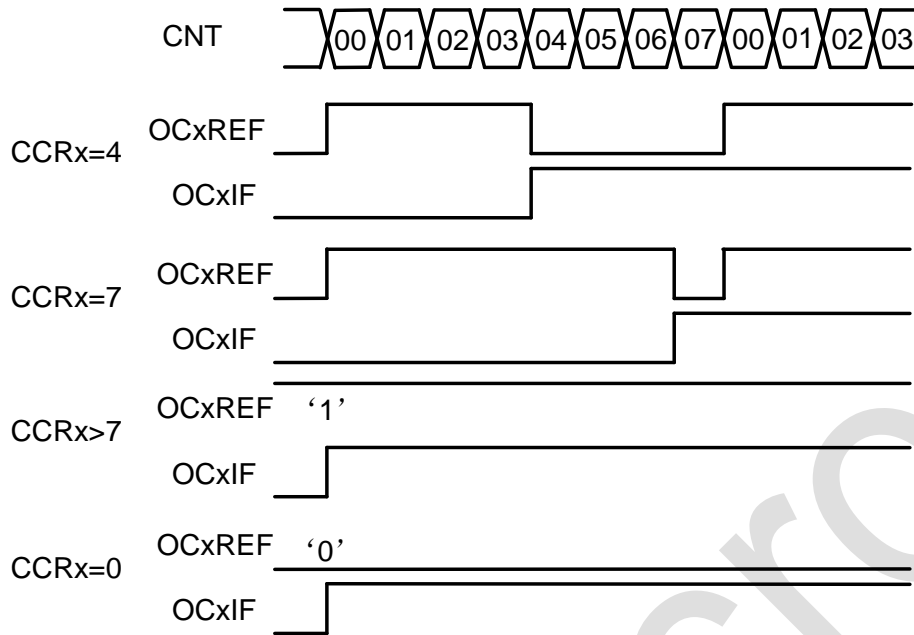 CNT 00 01 02 03 04 05 06 07 00 01 02 03
CCRx=4
OCxREF
OCxIF
CCRx=7
OCxREF
OCxIF
CCRx>7
OCxREF ‘1’
OCxIF
CCRx=0
OCxREF ‘0’
OCxIF